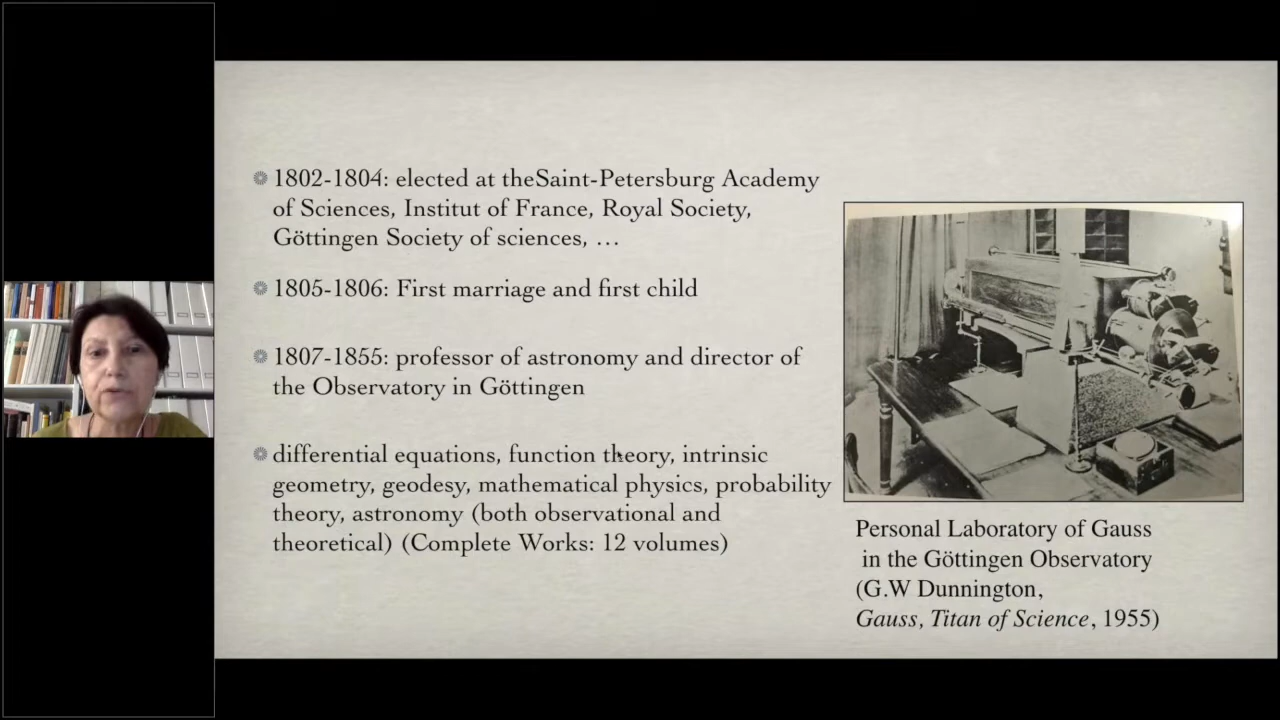 1802-1804: elected at theSaint-Petersburg Academy
of Sciences, Institut of France, Royal Society,
Göttingen Society of sciences, …
1805-1806: First marriage and first child
1807-1855: professor of astronomy and director of
the Observatory in Göttingen
differential equations, function theory, intrinsic
geometry, geodesy, mathematical physics, probability
theory, astronomy (both observational and
theoretical) (Complete Works: 12 volumes)
Personal Laboratory of Gauss
in the Göttingen Observatory
(G.W Dunnington,
Gauss, Titan of Science, 1955)